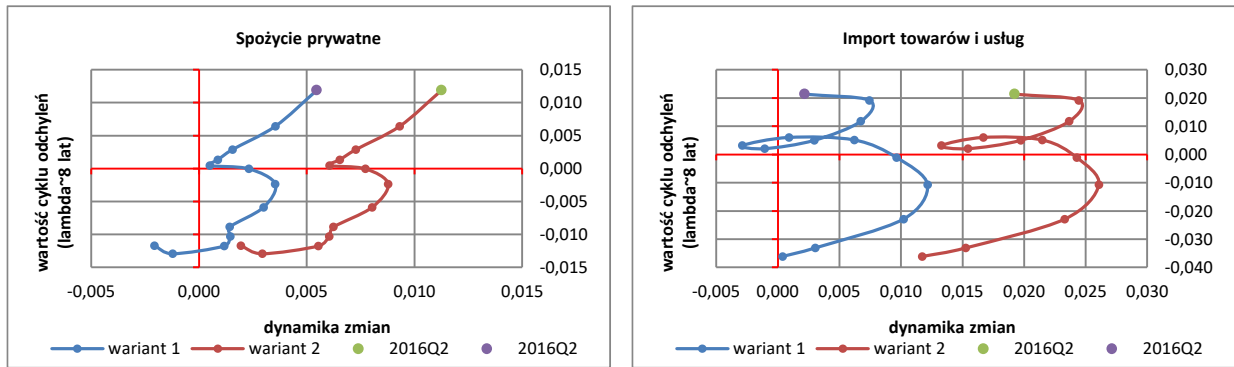 Spożycie prywatne
wartość cyklu odchyleń
(lambda~8 lat)
0,015
0,010
0,005
0,000
-0,005
-0,010
-0,015
-0,005 0,000 0,005 0,010 0,015
dynamika zmian
wariant 1 wariant 2 2016Q2 2016Q2
Import towarów i usług
wartość cyklu odchyleń
(lambda~8 lat)
0,030
0,020
0,010
0,000
-0,010
-0,020
-0,030
-0,040
-0,005 0,000 0,005 0,010 0,015 0,020 0,025 0,030
dynamika zmian
wariant 1 wariant 2 2016Q2 2016Q2